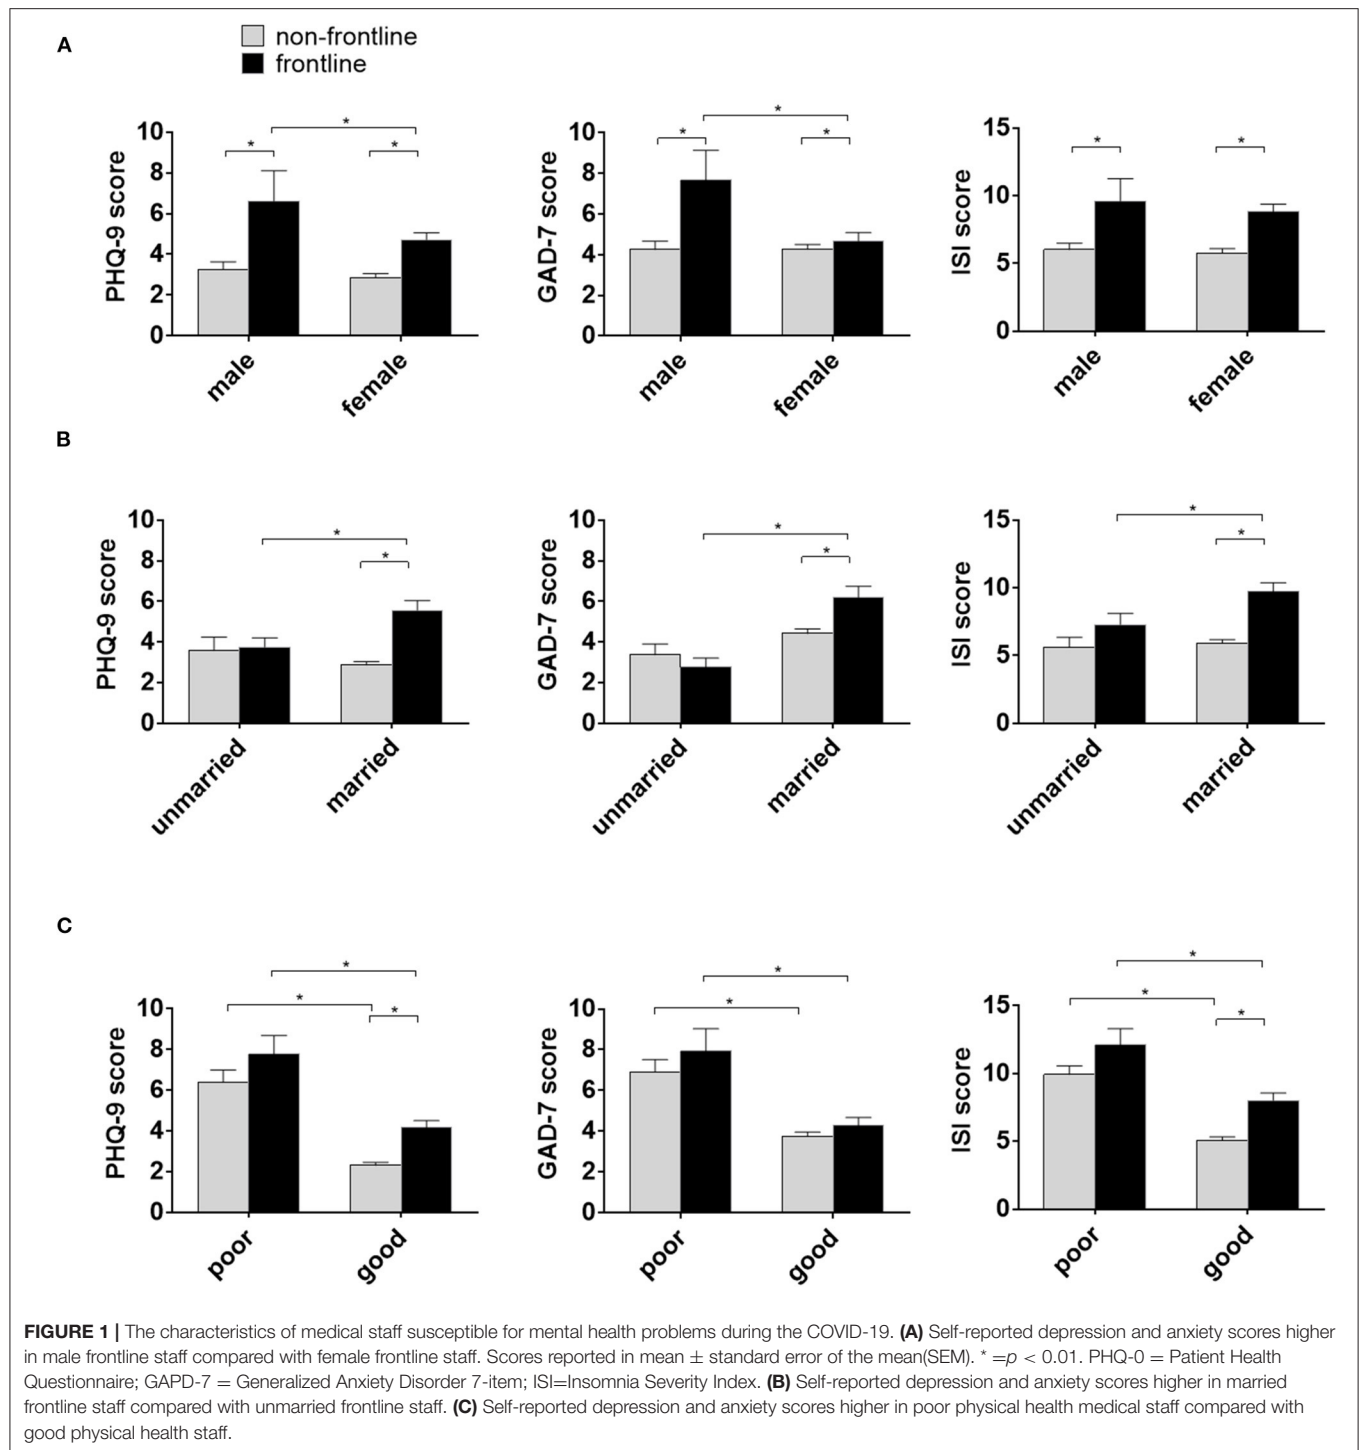 A
non-frontline
frontline
*
*
*
10
8
6
4
2
0
PHQ-9 score
male
female
*
*
*
10
8
6
4
2
0
GAD-7 score
male
female
*
*
15
10
5
0
ISI score
male
female
B
*
*
10
8
6
4
2
0
PHQ-9 score
unmarried
married
*
*
10
8
6
4
2
0
GAD-7 score
unmarried
married
*
*
15
10
5
0
ISI score
unmarried
married
C
*
*
*
10
8
6
4
2
0
PHQ-9 score
poor
good
*
*
10
8
6
4
2
0
GAD-7 score
poor
good
*
*
*
15
10
5
0
ISI score
poor
good
FIGURE 1 | The characteristics of medical staff susceptible for mental health problems during the COVID-19. (A) Self-reported depression and anxiety scores higher
in male frontline staff compared with female frontline staff. Scores reported in mean ± standard error of the mean(SEM). * =p < 0.01. PHQ-0 = Patient Health
Questionnaire; GAPD-7 = Generalized Anxiety Disorder 7-item; ISI=Insomnia Severity Index. (B) Self-reported depression and anxiety scores higher in married
frontline staff compared with unmarried frontline staff. (C) Self-reported depression and anxiety scores higher in poor physical health medical staff compared with
good physical health staff.